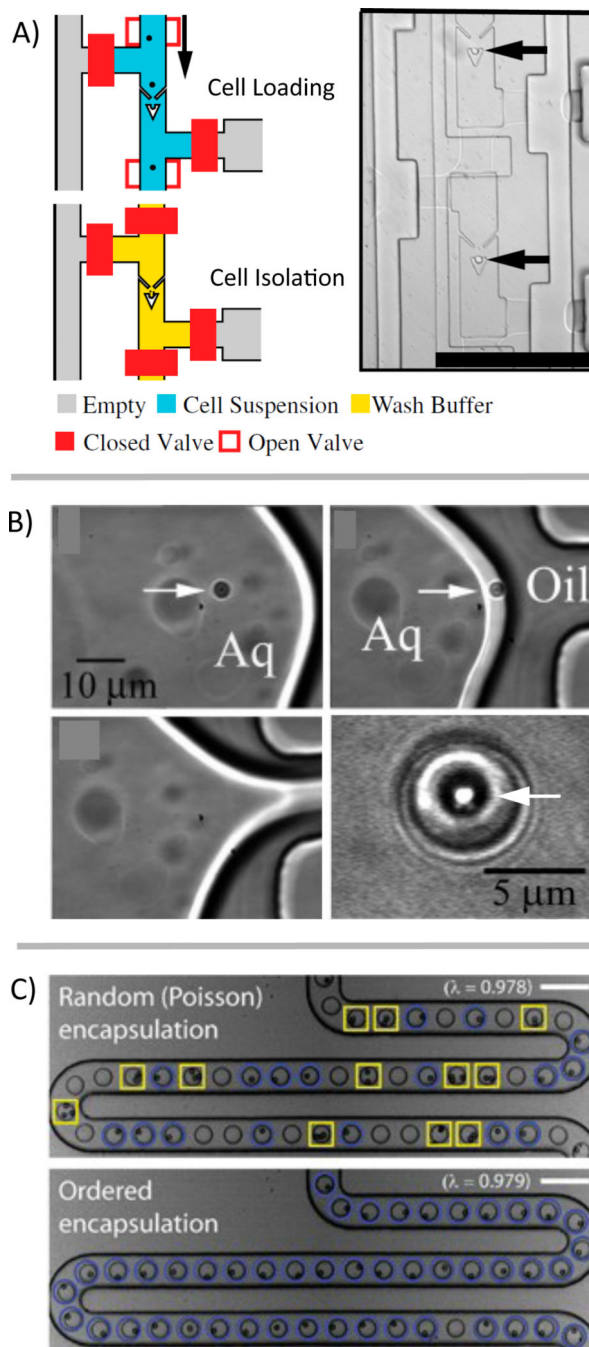 A)
Cell Loading
Cell Isolation
Empty Cell Suspension Wash Buffer
Closed Valve Open Valve
B)
Aq
10 μm
Aq
Oil
5 μm
C)
Random (Poisson)
encapsulation
(λ = 0.978)
Ordered
encapsulation
(λ = 0.979)